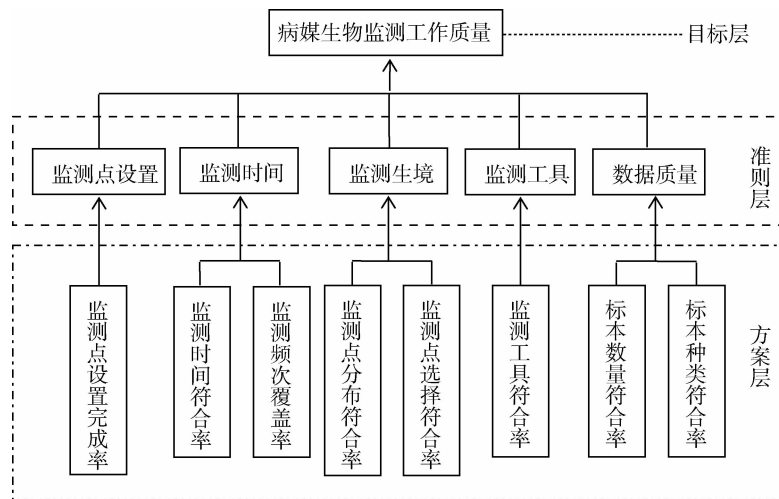 病媒生物监测工作质量
目标层
监测点设置
监测时间
监测生境
监测工具
数据质量
准则层
监测点设置完成率
监测时间符合率
监测频次覆盖率
监测点分布符合率
监测点选择符合率
监测工具符合率
标本数量符合率
标本种类符合率
方案层